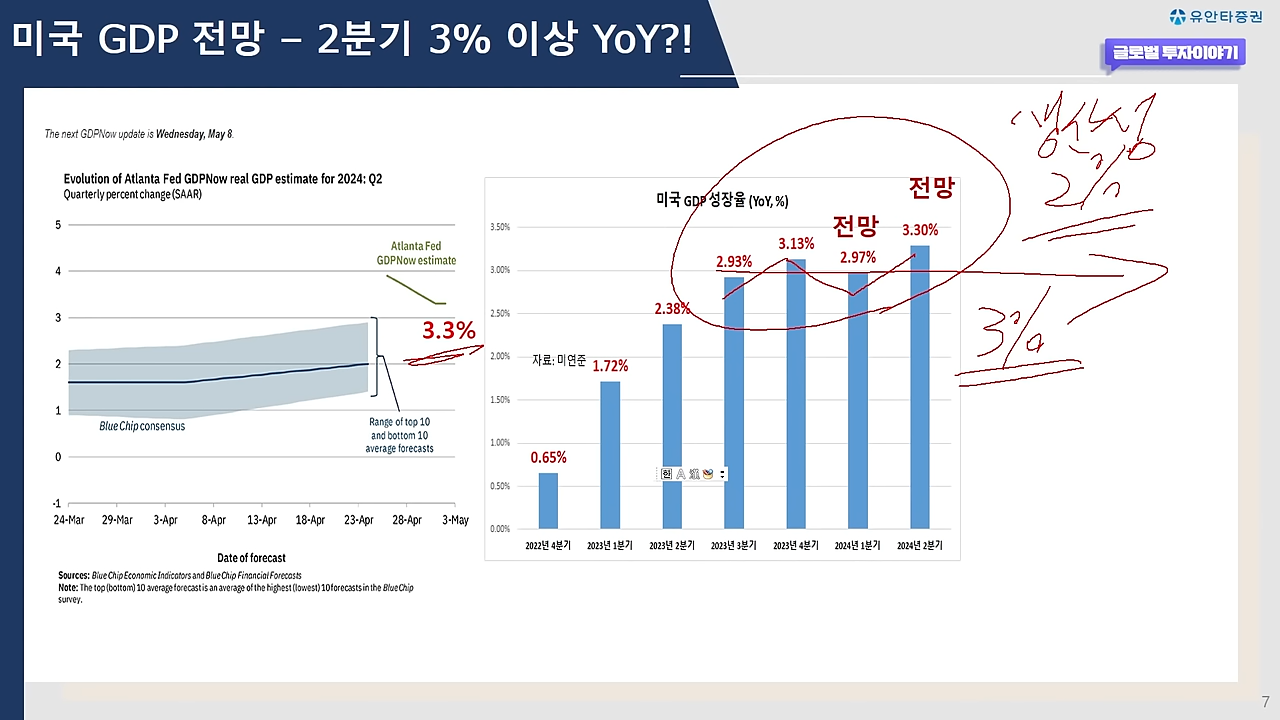 미국 GDP 전망 – 2분기 3% 이상 YoY?!
유안타증권
글로벌 투자이야기
The next GDPNow update is Wednesday, May 8.
Evolution of Atlanta Fed GDPNow real GDP estimate for 2024: Q2
Quarterly percent change (SAAR)
5
4
3
2
1
0
-1
Atlanta Fed
GDPNow estimate
3.3%
Blue Chip consensus
Range of top 10
and bottom 10
average forecasts
24-Mar 29-Mar 3-Apr 8-Apr 13-Apr 18-Apr 23-Apr 28-Apr 3-May
Date of forecast
Sources: Blue Chip Economic Indicators and Blue Chip Financial Forecasts
Note: The top (bottom) 10 average forecast is an average of the highest (lowest) 10 forecasts in the Blue Chip
survey.
미국 GDP 성장율 (YoY, %)
전망
전망
3.50%
3.00%
2.50%
2.00%
1.50%
1.00%
0.50%
0.00%
자료: 미연준
0.65%
1.72%
2.38%
2.93%
3.13%
2.97%
3.30%
한 A 漢
2022년 4분기 2023년 1분기 2023년 2분기 2023년 3분기 2023년 4분기 2024년 1분기 2024년 2분기
생산성
2%
3%
7